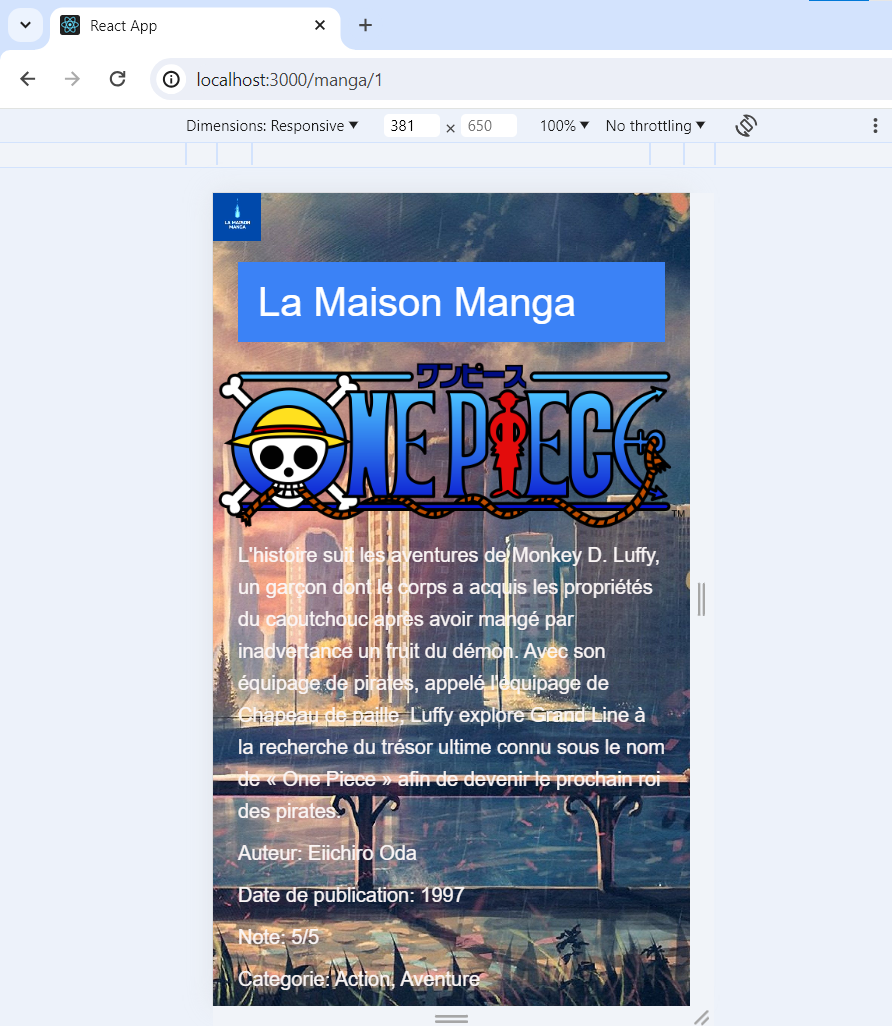 React App
localhost:3000/manga/1
Dimensions: Responsive 381 × 650 100% No throttling
LA MAISON
MANGA
La Maison Manga
ワンピース
ONE PIECE
TM
L'histoire suit les aventures de Monkey D. Luffy,
un garçon dont le corps a acquis les propriétés
du caoutchouc après avoir mangé par
inadvertance un fruit du démon. Avec son
équipage de pirates, appelé l'équipage de
Chapeau de paille, Luffy explore Grand Line à
la recherche du trésor ultime connu sous le nom
de « One Piece » afin de devenir le prochain roi
des pirates.
Auteur: Eiichiro Oda
Date de publication: 1997
Note: 5/5
Categorie: Action, Aventure